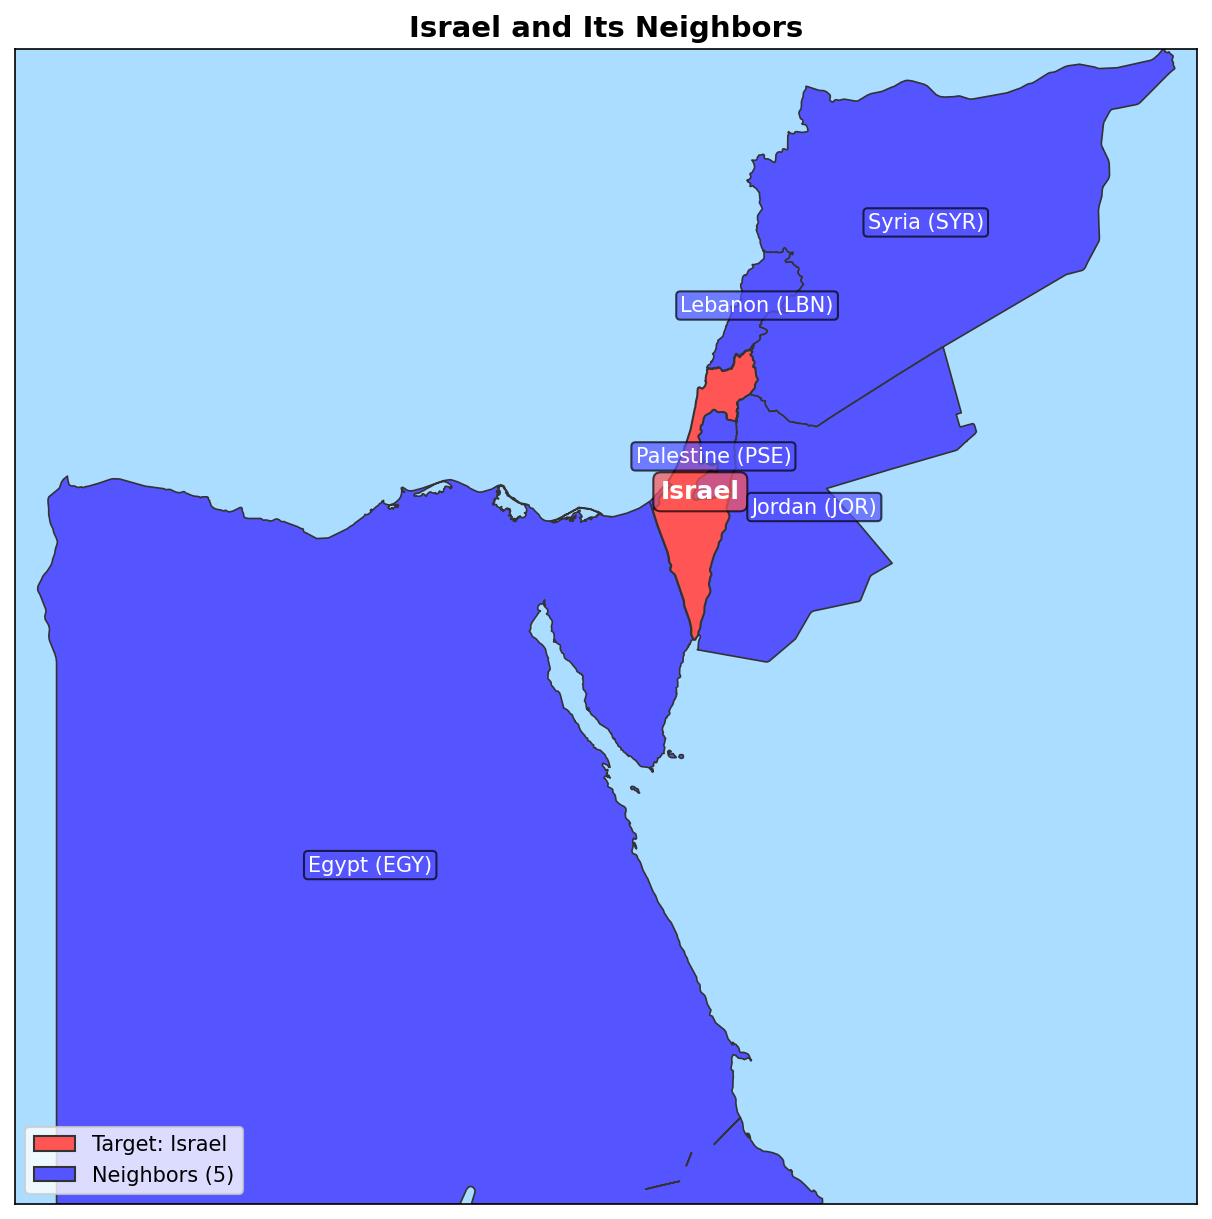 Israel and Its Neighbors
Syria (SYR)
Lebanon (LBN)
Palestine (PSE)
Israel
Jordan (JOR)
Egypt (EGY)
Target: Israel
Neighbors (5)